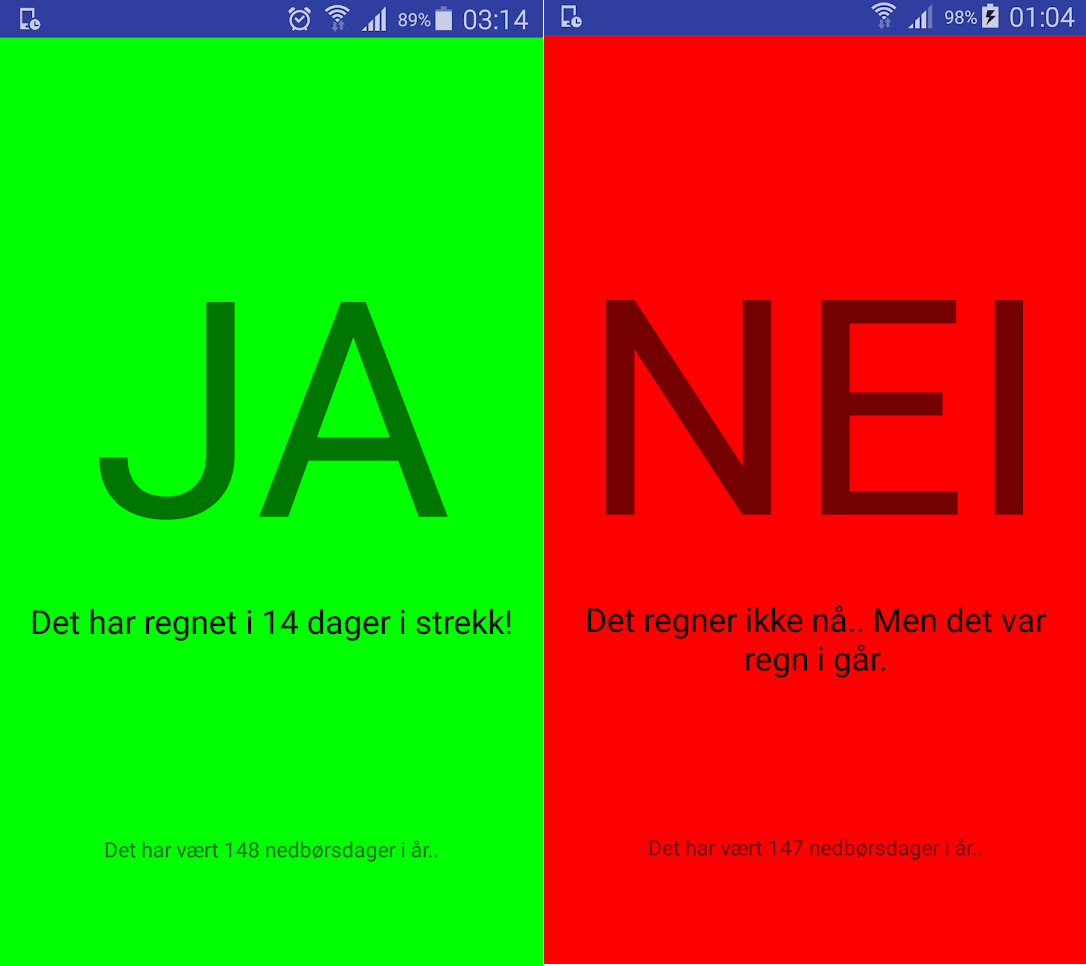 89% 03:14
JA
Det har regnet i 14 dager i strekk!
Det har vært 148 nedbørsdager i år..
98% 01:04
NEI
Det regner ikke nå.. Men det var
regn i går.
Det har vært 147 nedbørsdager i år..